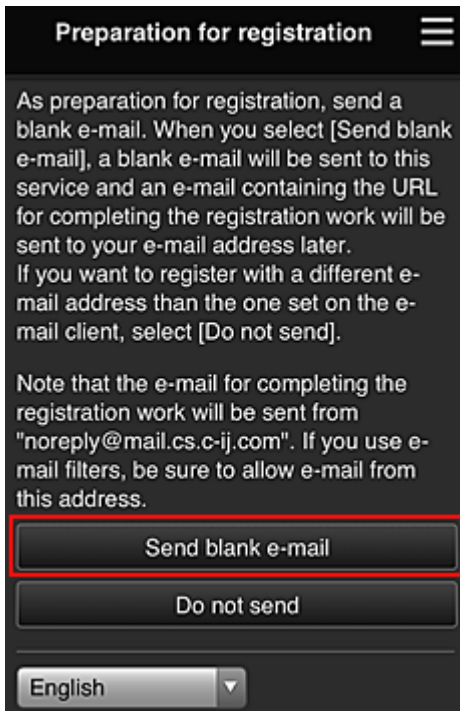 Preparation for registration
As preparation for registration, send a
blank e-mail. When you select [Send blank
e-mail], a blank e-mail will be sent to this
service and an e-mail containing the URL
for completing the registration work will be
sent to your e-mail address later.
If you want to register with a different e-
mail address than the one set on the e-
mail client, select [Do not send].
Note that the e-mail for completing the
registration work will be sent from
"noreply@mail.cs.c-ij.com". If you use e-
mail filters, be sure to allow e-mail from
this address.
Send blank e-mail
Do not send
English